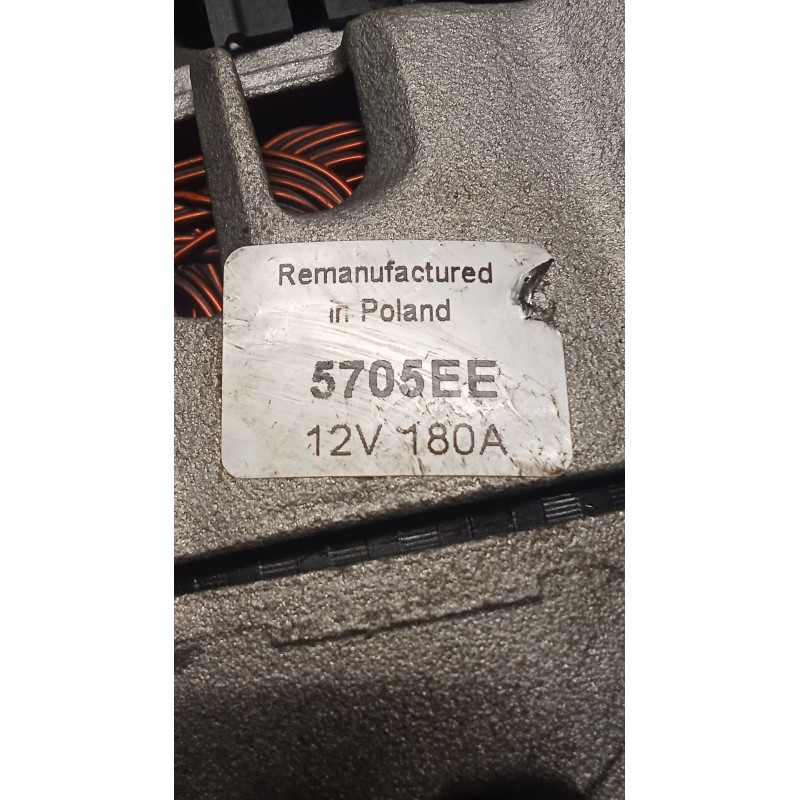 Remanufactured
in Poland
5705EE
12V 180A